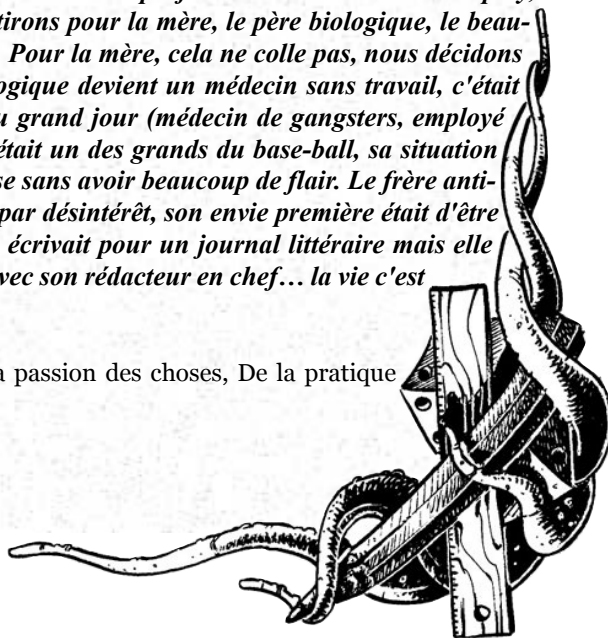 tirons pour la mère, le père biologique, le beau-
Pour la mère, cela ne colle pas, nous décidons
ogique devient un médecin sans travail, c'était
u grand jour (médecin de gangsters, employé
était un des grands du base-ball, sa situation
se sans avoir beaucoup de flair. Le frère anti-
par désintérêt, son envie première était d'être
écrivait pour un journal littéraire mais elle
vec son rédacteur en chef… la vie c'est
a passion des choses, De la pratique